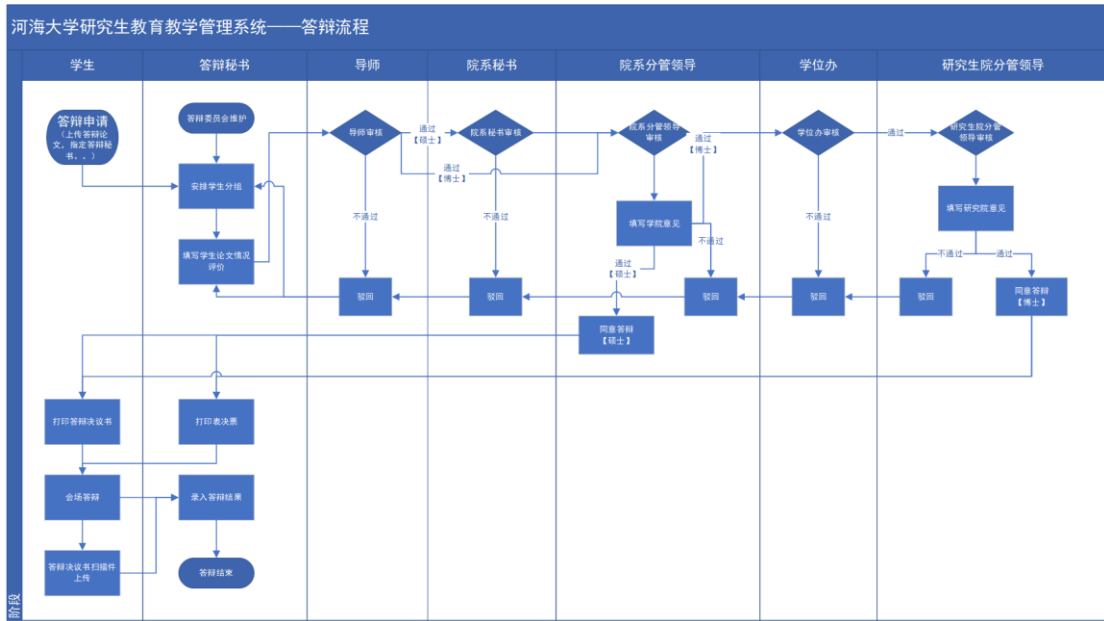 河海大学研究生教育教学管理系统——答辩流程
学生
答辩秘书
导师
院系秘书
院系分管领导
学位办
研究生院分管领导
答辩申请
（上传答辩论
文，指定答辩秘
书。。）
答辩委员会维护
安排学生分组
填写学生论文情况
评价
导师审核
通过
【硕士】
通过
【博士】
不通过
驳回
院系秘书审核
不通过
驳回
院系分管领导
审核
通过
【博士】
填写学院意见
不通过
通过
【硕士】
驳回
同意答辩
【硕士】
学位办审核
通过
不通过
驳回
研究生院分管
领导审核
填写研究院意见
不通过
通过
驳回
同意答辩
【博士】
打印答辩决议书
打印表决票
会场答辩
录入答辩结果
答辩决议书扫描件
上传
答辩结束
阶段